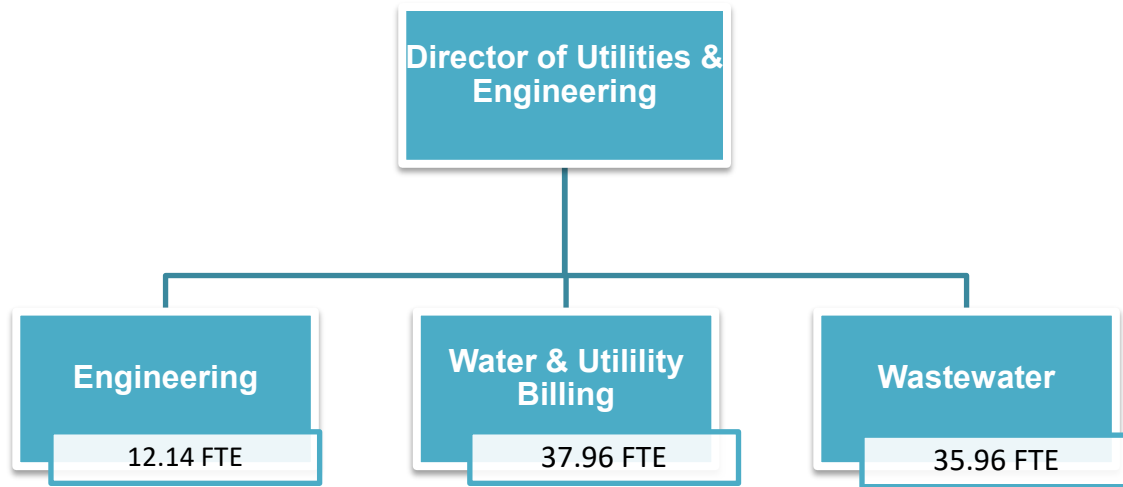 Director of Utilities &
Engineering
Engineering
12.14 FTE
Water & Utilility
Billing
37.96 FTE
Wastewater
35.96 FTE